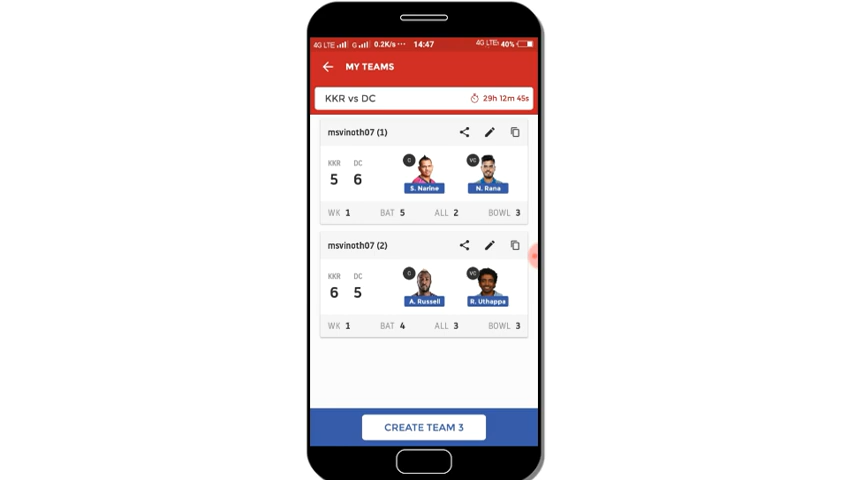 4G LTE G 0.2K/s ··· 14:47 4G LTE 40%
MY TEAMS
KKR vs DC 29h 12m 45s
msvinoth07 (1)
KKR DC C VC
5 6
S. Narine N. Rana
WK 1 BAT 5 ALL 2 BOWL 3
msvinoth07 (2)
KKR DC C VC
6 5
A. Russell R. Uthappa
WK 1 BAT 4 ALL 3 BOWL 3
CREATE TEAM 3